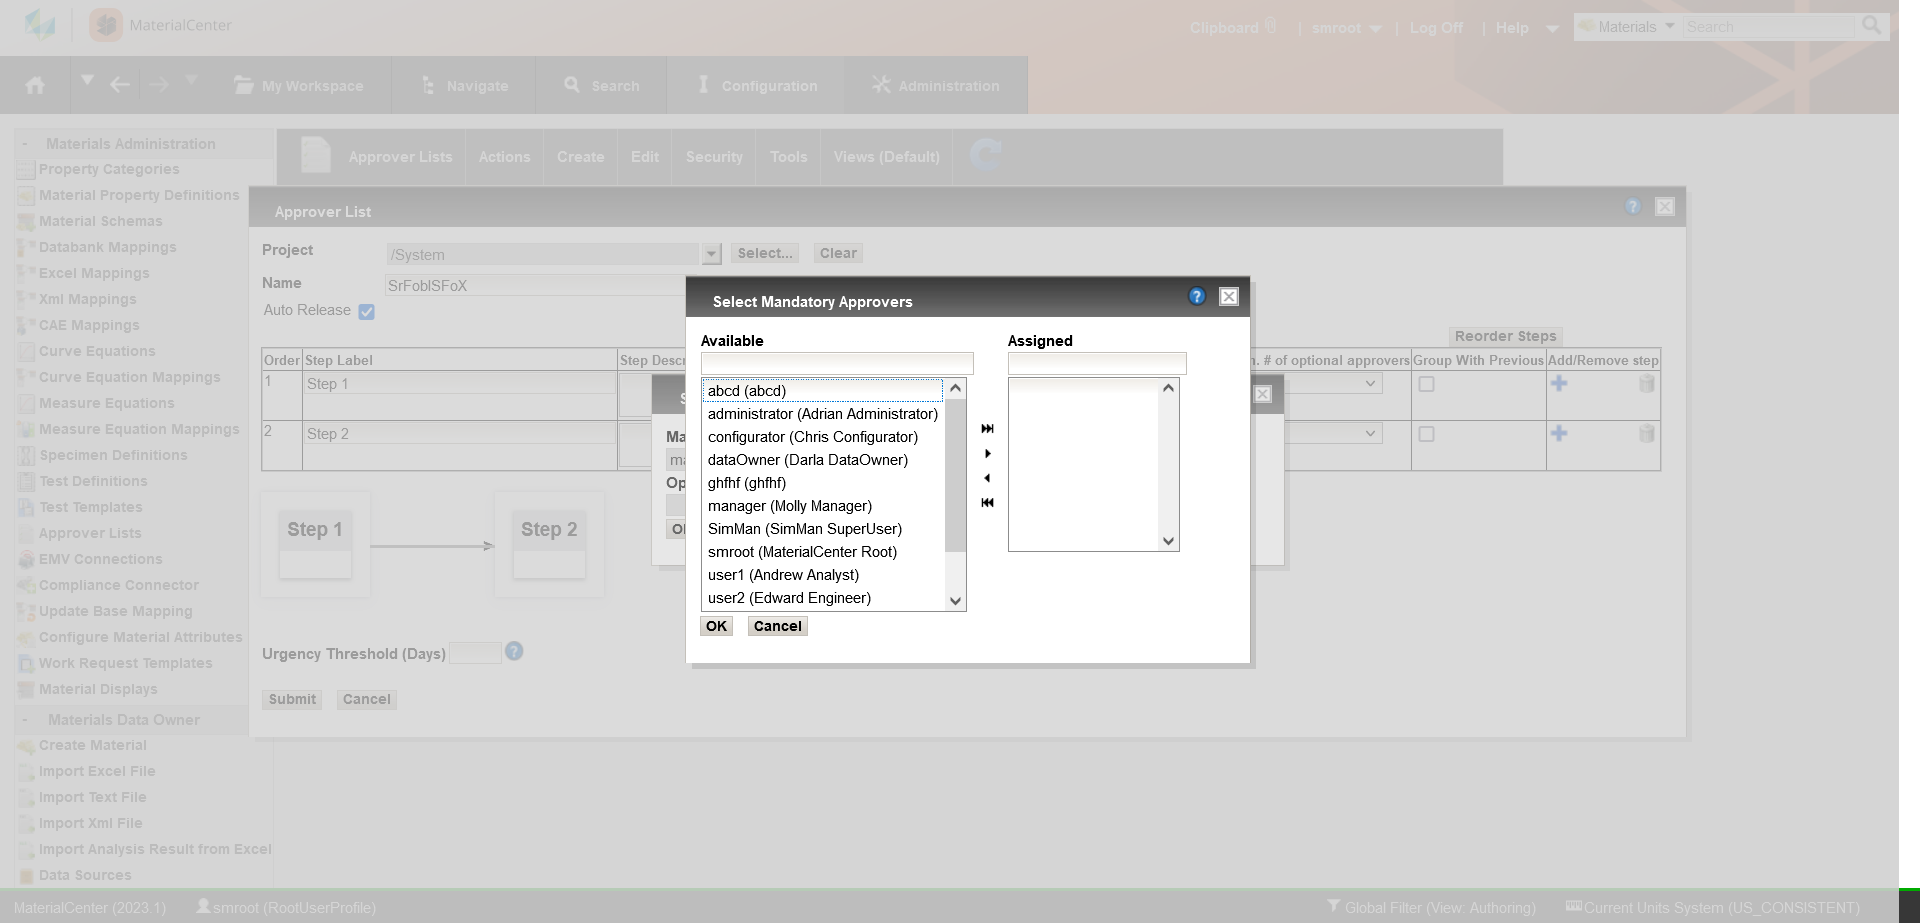 MaterialCenter
Clipboard | smroot | Log Off | Help Materials Search
My Workspace Navigate Search Configuration Administration
- Materials Administration
Property Categories
Material Property Definitions
Material Schemas
Databank Mappings
Excel Mappings
Xml Mappings
CAE Mappings
Curve Equations
Curve Equation Mappings
Measure Equations
Measure Equation Mappings
Specimen Definitions
Test Definitions
Test Templates
Approver Lists
EMV Connections
Compliance Connector
Update Base Mapping
Configure Material Attributes
Work Request Templates
Material Displays
- Materials Data Owner
Create Material
Import Excel File
Import Text File
Import Xml File
Import Analysis Result from Excel
Data Sources
Approver Lists Actions Create Edit Security Tools Views (Default)
Approver List ?
Project /System Select... Clear
Name SrFoblSFoX
Auto Release
Reorder Steps
Order Step Label Step Descr # of optional approvers Group With Previous Add/Remove step
1 Step 1
2 Step 2
Step 1 Step 2
Urgency Threshold (Days) ?
Submit Cancel
S
Ma
ma
Op
O
Select Mandatory Approvers ?
Available Assigned
abcd (abcd)
administrator (Adrian Administrator)
configurator (Chris Configurator)
dataOwner (Darla DataOwner)
ghfhf (ghfhf)
manager (Molly Manager)
SimMan (SimMan SuperUser)
smroot (MaterialCenter Root)
user1 (Andrew Analyst)
user2 (Edward Engineer)
OK Cancel
MaterialCenter (2023.1) smroot (RootUserProfile) Global Filter (View: Authoring) Current Units System (US_CONSISTENT)